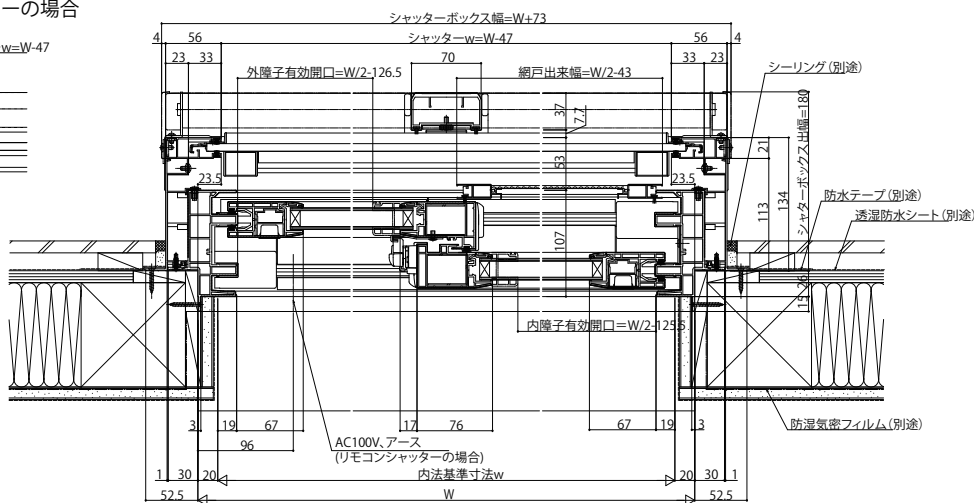 ーの場合
w=W-47
シャッターボックス幅=W+73
4
56
シャッターw=W-47
56
4
23
33
外障子有効開口=W/2-126.5
70
網戸出来幅=W/2-43
33
23
シーリング(別途)
37
7.7
53
21
134
113
シャッターボックス出幅=180
23.5
23.5
防水テープ(別途)
透湿防水シート(別途)
107
26
15
内障子有効開口=W/2-125.5
3
19
67
17
76
67
19
3
96
AC100V、アース
(リモコンシャッターの場合)
防湿気密フィルム(別途)
1
30
20
内法基準寸法w
20
30
1
52.5
W
52.5